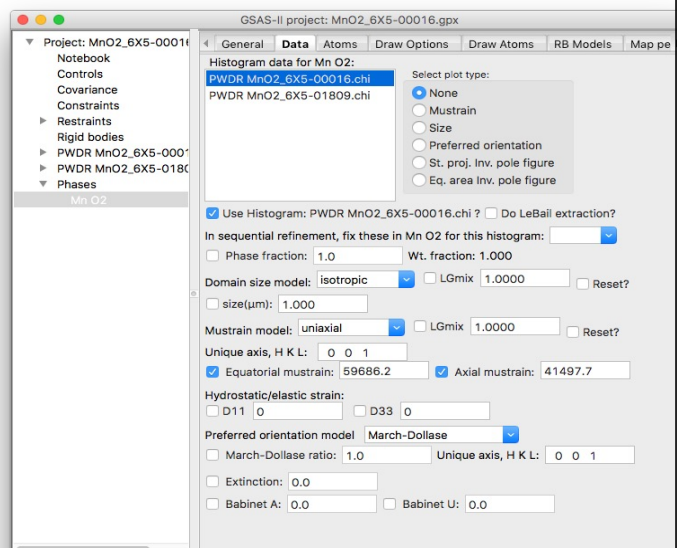 GSAS-II project: MnO2_6X5-00016.gpx
Project: MnO2_6X5-00016
Notebook
Controls
Covariance
Constraints
Restraints
Rigid bodies
PWDR MnO2_6X5-0001
PWDR MnO2_6X5-0180
Phases
Mn O2
General Data Atoms Draw Options Draw Atoms RB Models Map pe
Histogram data for Mn O2:
PWDR MnO2_6X5-00016.chi
PWDR MnO2_6X5-01809.chi
Select plot type:
None
Mustrain
Size
Preferred orientation
St. proj. Inv. pole figure
Eq. area Inv. pole figure
Use Histogram: PWDR MnO2_6X5-00016.chi ? Do LeBail extraction?
In sequential refinement, fix these in Mn O2 for this histogram:
Phase fraction: 1.0 Wt. fraction: 1.000
Domain size model: isotropic LGmix 1.0000 Reset?
size(µm): 1.000
Mustrain model: uniaxial LGmix 1.0000 Reset?
Unique axis, H K L: 0 0 1
Equatorial mustrain: 59686.2 Axial mustrain: 41497.7
Hydrostatic/elastic strain:
D11 0 D33 0
Preferred orientation model March-Dollase
March-Dollase ratio: 1.0 Unique axis, H K L: 0 0 1
Extinction: 0.0
Babinet A: 0.0 Babinet U: 0.0